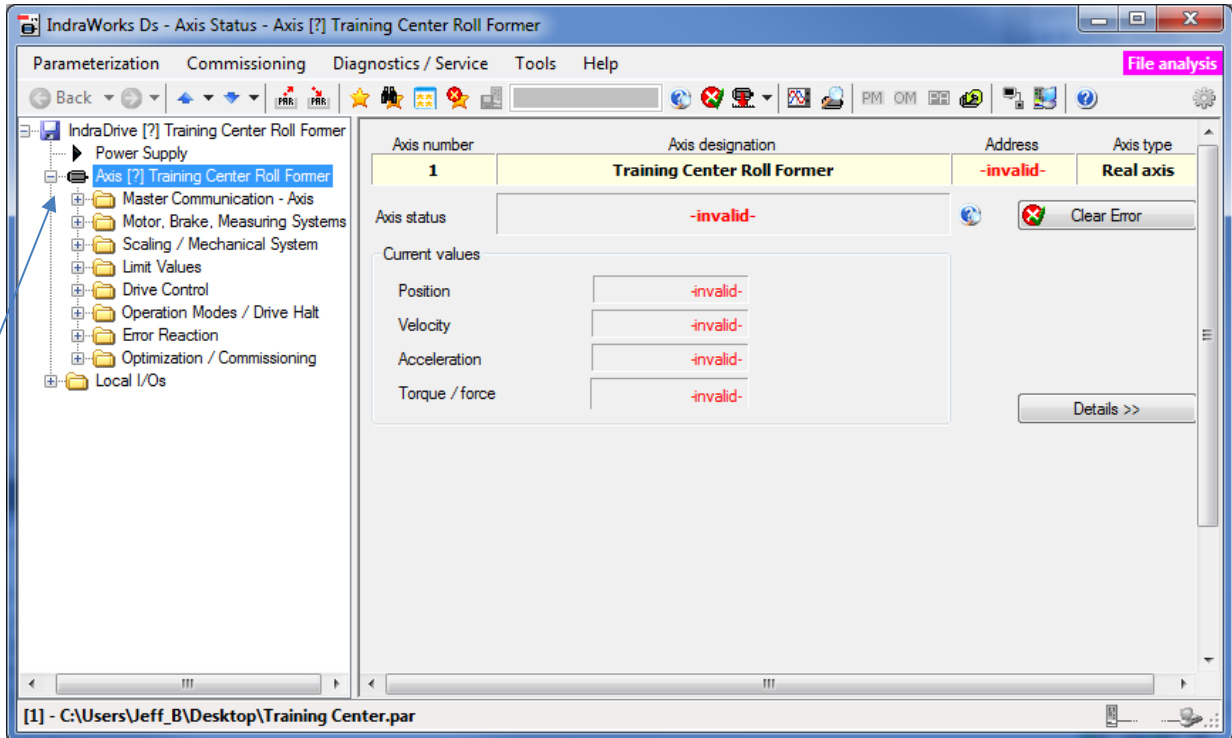 IndraWorks Ds - Axis Status - Axis [?] Training Center Roll Former
Parameterization Commissioning Diagnostics / Service Tools Help File analysis
Back PAR PAR PM OM
IndraDrive [?] Training Center Roll Former
Power Supply
Axis [?] Training Center Roll Former
Master Communication - Axis
Motor, Brake, Measuring Systems
Scaling / Mechanical System
Limit Values
Drive Control
Operation Modes / Drive Halt
Error Reaction
Optimization / Commissioning
Local I/Os
Axis number Axis designation Address Axis type
1 Training Center Roll Former -invalid- Real axis
Axis status -invalid- Clear Error
Current values
Position -invalid-
Velocity -invalid-
Acceleration -invalid-
Torque / force -invalid-
Details >>
[1] - C:\Users\Jeff_B\Desktop\Training Center.par